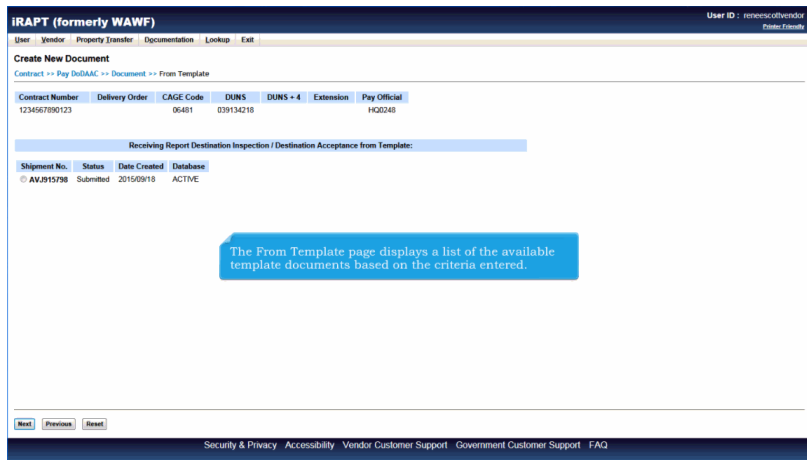 iRAPT (formerly WAWF)
User ID : reneescottvendor
Printer Friendly
User Vendor Property Transfer Documentation Lookup Exit
Create New Document
Contract >> Pay DoDAAC >> Document >> From Template
Contract Number Delivery Order CAGE Code DUNS DUNS + 4 Extension Pay Official
1234567890123 06481 039134218 HQ0248
Receiving Report Destination Inspection / Destination Acceptance from Template:
Shipment No. Status Date Created Database
AVJ915798 Submitted 2015/09/18 ACTIVE
The From Template page displays a list of the available
template documents based on the criteria entered.
Next Previous Reset
Security & Privacy Accessibility Vendor Customer Support Government Customer Support FAQ